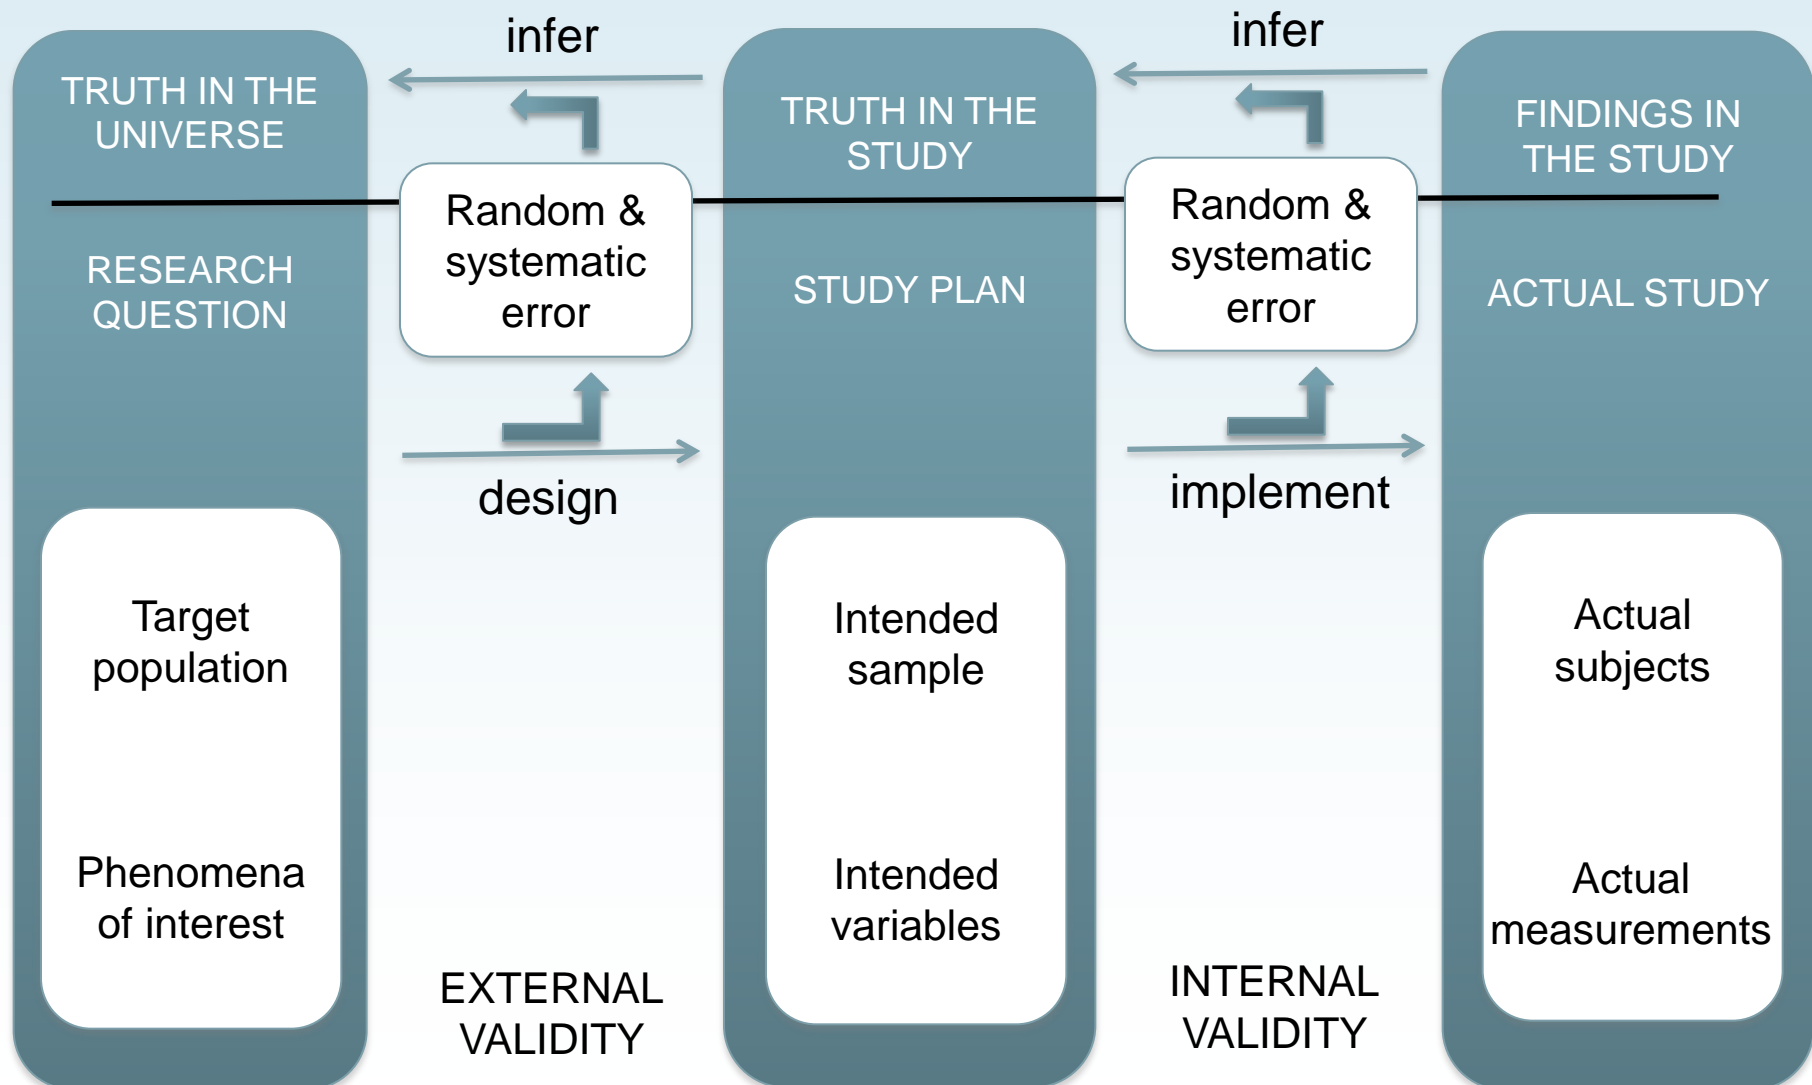 infer
infer
TRUTH IN THE
UNIVERSE
TRUTH IN THE
STUDY
FINDINGS IN
THE STUDY
Random &
systematic
error
Random &
systematic
error
RESEARCH
QUESTION
STUDY PLAN
ACTUAL STUDY
design
implement
Target
population
Intended
sample
Actual
subjects
Phenomena
of interest
Intended
variables
Actual
measurements
EXTERNAL
VALIDITY
INTERNAL
VALIDITY